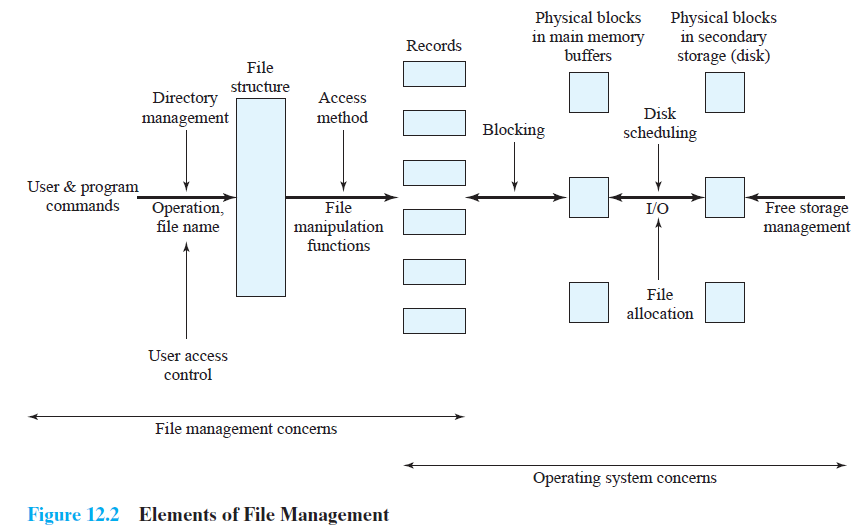 Physical blocks
in main memory
buffers
Physical blocks
in secondary
storage (disk)
Records
File
structure
Directory
management
Access
method
Blocking
Disk
scheduling
User & program
commands
Operation,
file name
File
manipulation
functions
I/O
Free storage
management
File
allocation
User access
control
File management concerns
Operating system concerns
Figure 12.2 Elements of File Management